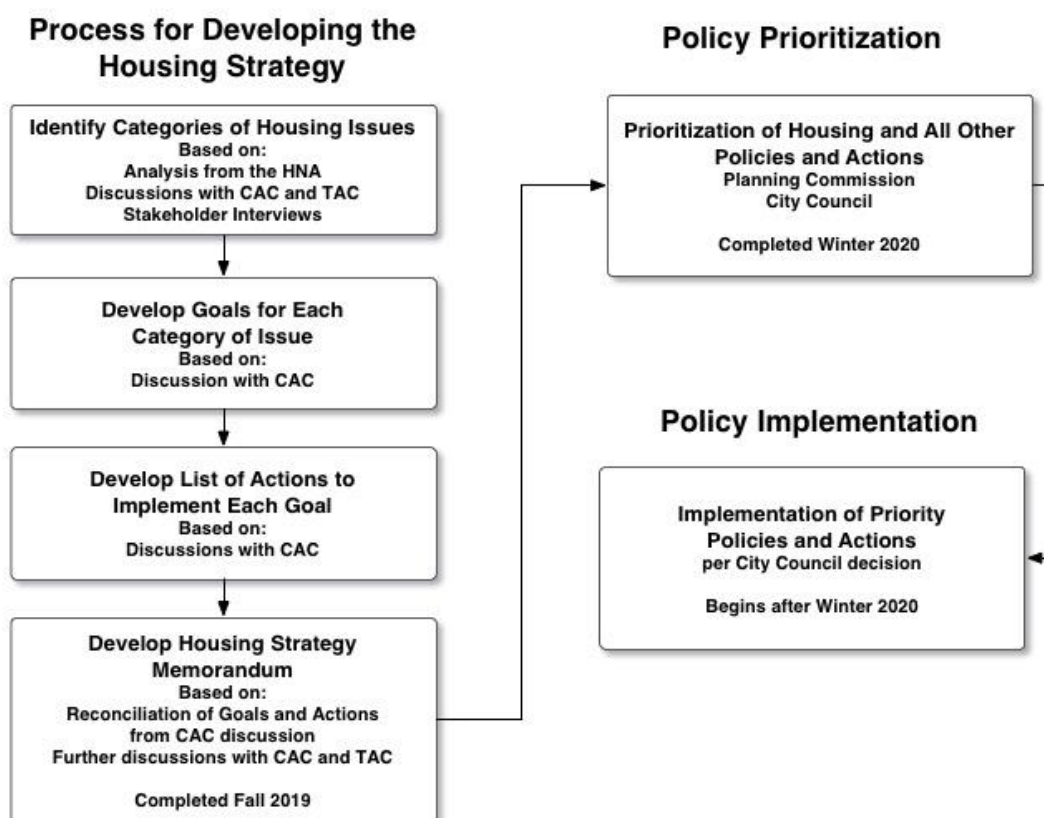 Process for Developing the
Housing Strategy
Identify Categories of Housing Issues
Based on:
Analysis from the HNA
Discussions with CAC and TAC
Stakeholder Interviews
Develop Goals for Each
Category of Issue
Based on:
Discussion with CAC
Develop List of Actions to
Implement Each Goal
Based on:
Discussions with CAC
Develop Housing Strategy
Memorandum
Based on:
Reconciliation of Goals and Actions
from CAC discussion
Further discussions with CAC and TAC
Completed Fall 2019
Policy Prioritization
Prioritization of Housing and All Other
Policies and Actions
Planning Commission
City Council
Completed Winter 2020
Policy Implementation
Implementation of Priority
Policies and Actions
per City Council decision
Begins after Winter 2020